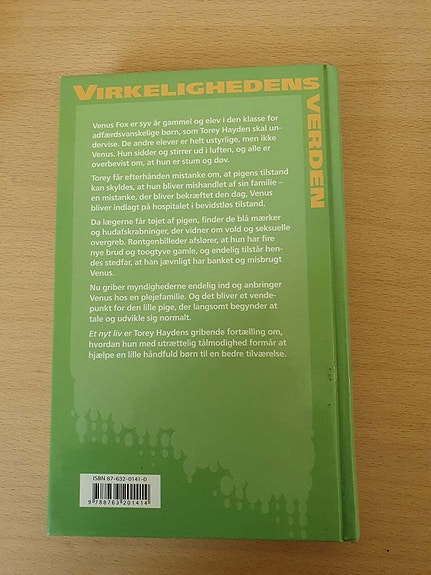 VIRKELIGHEDENS
VERDEN
Venus Fox er syv år gammel og elev i den klasse for
adfærdsvanskelige børn, som Torey Hayden skal un-
dervise. De andre elever er helt ustyrlige, men ikke
Venus. Hun sidder og stirrer ud i luften, og alle er
overbevist om, at hun er stum og døv.
Torey får efterhånden mistanke om, at pigens tilstand
kan skyldes, at hun bliver mishandlet af sin familie –
en mistanke, der bliver bekræftet den dag, Venus
bliver indlagt på hospitalet i bevidstløs tilstand.
Da lægerne får tøjet af pigen, finder de blå mærker
og hudafskrabninger, der vidner om vold og seksuelle
overgreb. Røntgenbilleder afslører, at hun har fire
nye brud og toogtyve gamle, og endelig tilstår hen-
des stedfar, at han jævnligt har banket og misbrugt
Venus.
Nu griber myndighederne endelig ind og anbringer
Venus hos en plejefamilie. Og det bliver et vende-
punkt for den lille pige, der langsomt begynder at
tale og udvikle sig normalt.
Et nyt liv er Torey Haydens gribende fortælling om,
hvordan hun med utrættelig tålmodighed formår at
hjælpe en lille håndfuld børn til en bedre tilværelse.
ISBN 87-632-0141-0
9 788763 201414